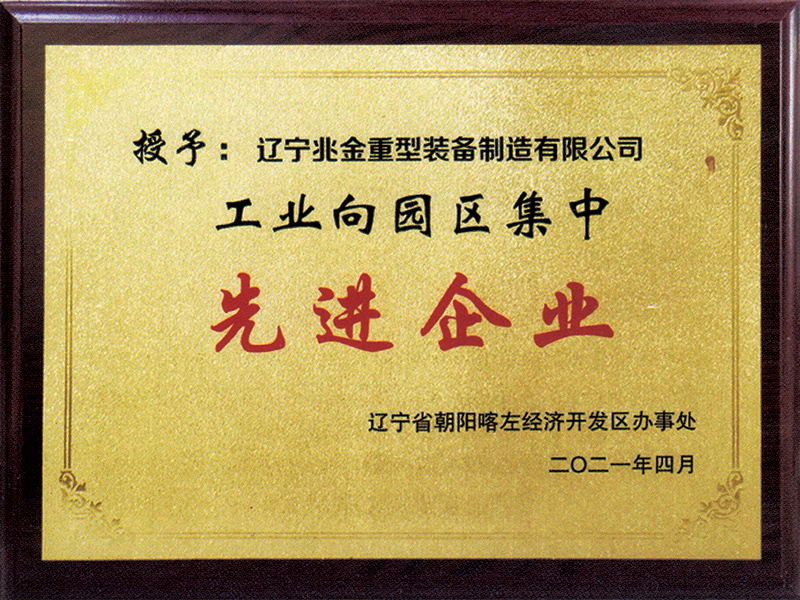 授予：辽宁兆金重型装备制造有限公司
工业向园区集中
先进企业
辽宁省朝阳喀左经济开发区办事处
二〇二一年四月